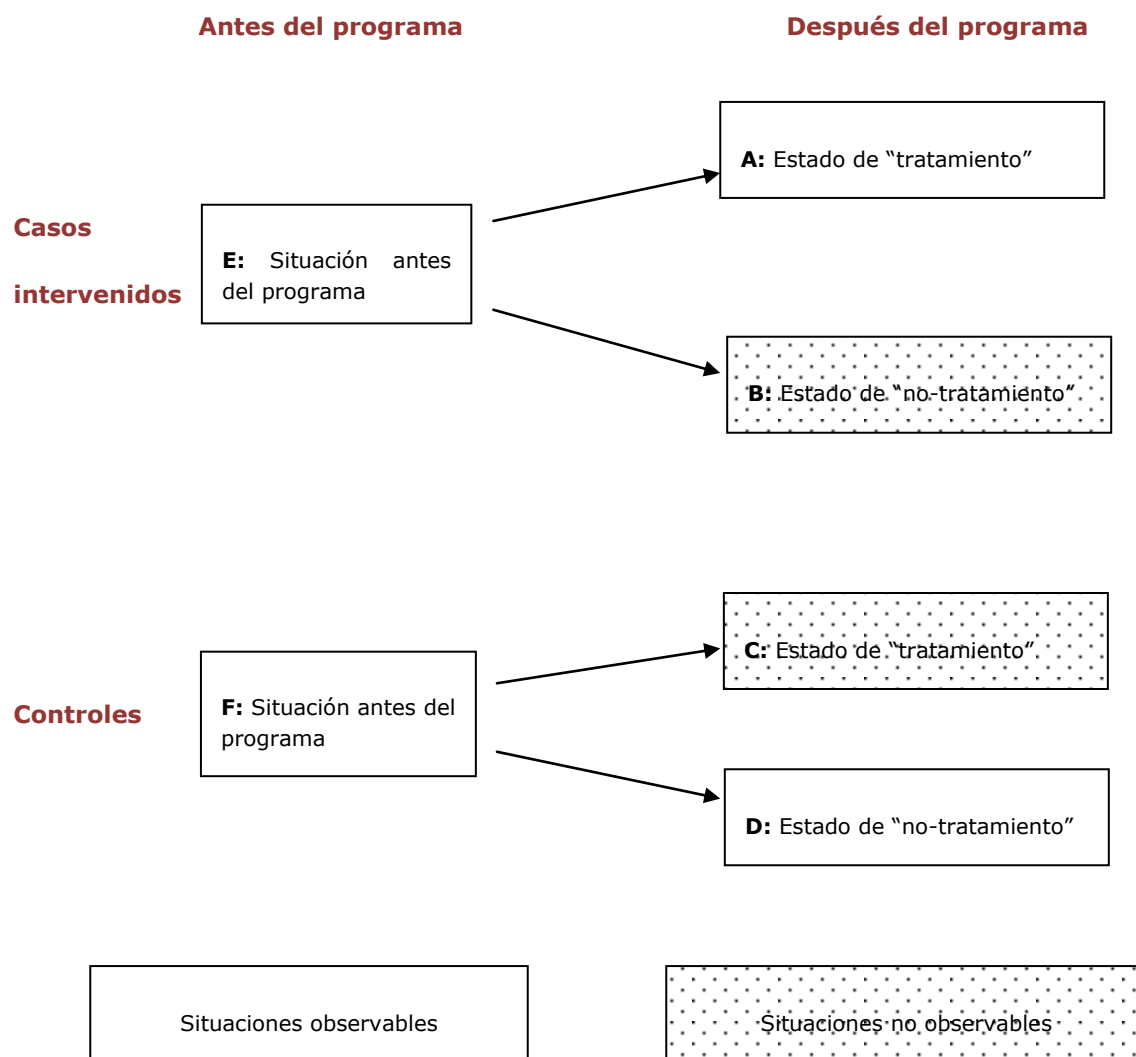 Antes del programa
Después del programa
A: Estado de “tratamiento”
Casos
intervenidos
E: Situación antes
del programa
B: Estado de “no-tratamiento”
C: Estado de “tratamiento”
Controles
F: Situación antes del
programa
D: Estado de “no-tratamiento”
Situaciones observables
Situaciones no observables